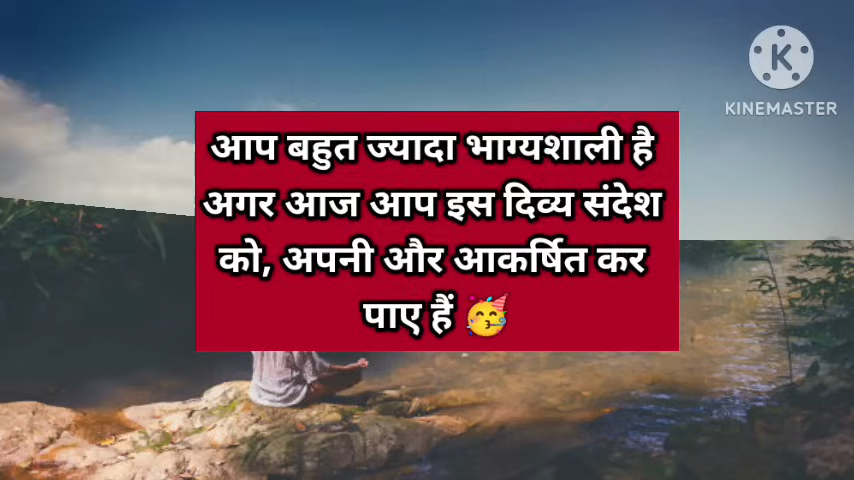 KINEMASTER
आप बहुत ज्यादा भाग्यशाली है
अगर आज आप इस दिव्य संदेश
को, अपनी और आकर्षित कर
पाए हैं 🥳